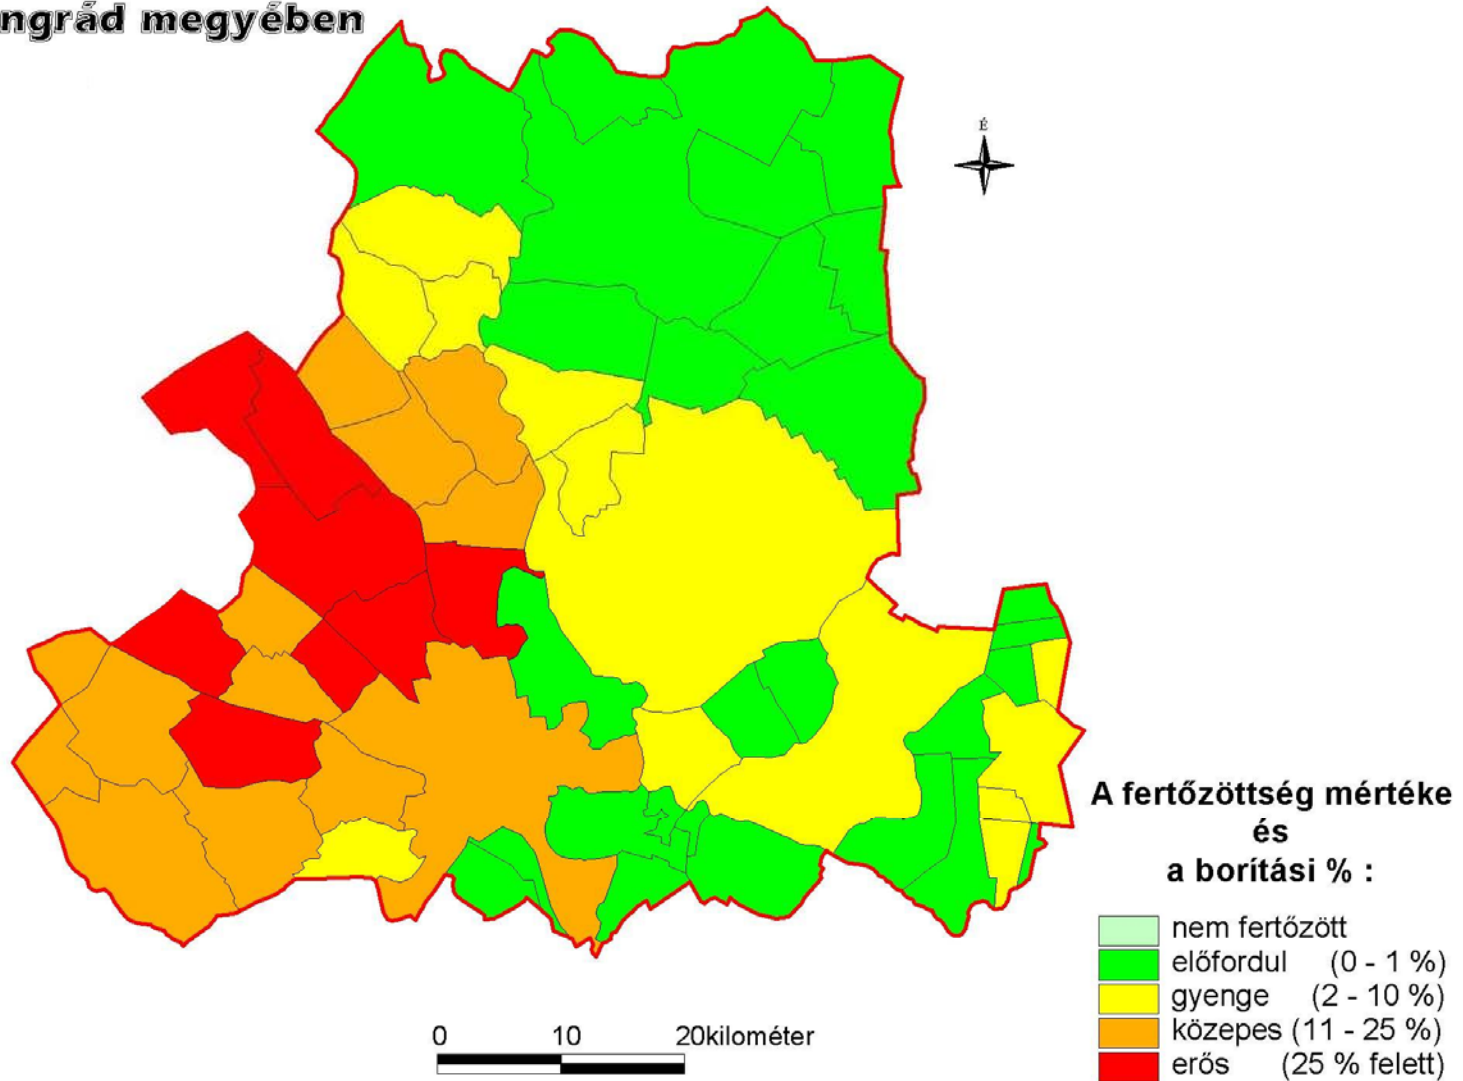 ngrád megyében
É
A fertőzöttség mértéke
és
a borítási % :
nem fertőzött
előfordul (0 - 1 %)
gyenge (2 - 10 %)
közepes (11 - 25 %)
erős (25 % felett)
0 10 20kilométer